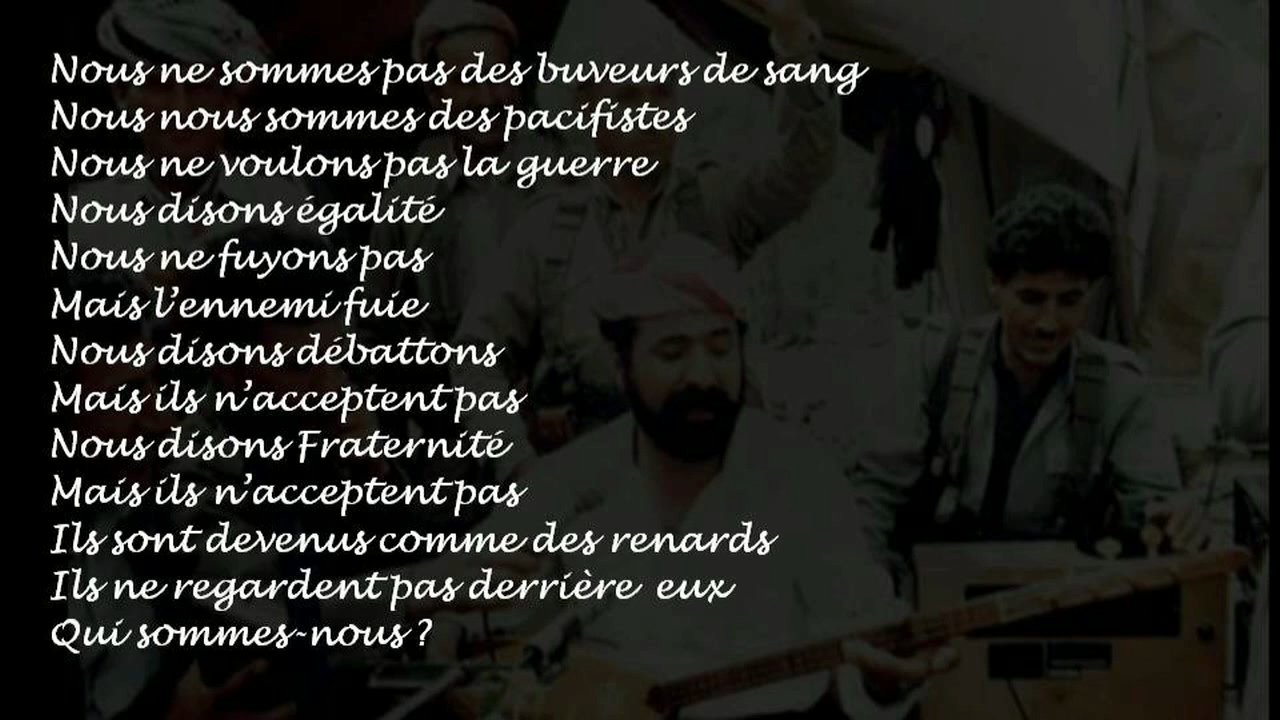 Nous ne sommes pas des buveurs de sang
Nous nous sommes des pacifistes
Nous ne voulons pas la guerre
Nous disons égalité
Nous ne fuyons pas
Mais l’ennemi fuie
Nous disons débattons
Mais ils n’acceptent pas
Nous disons Fraternité
Mais ils n’acceptent pas
Ils sont devenus comme des renards
Ils ne regardent pas derrière eux
Qui sommes-nous ?